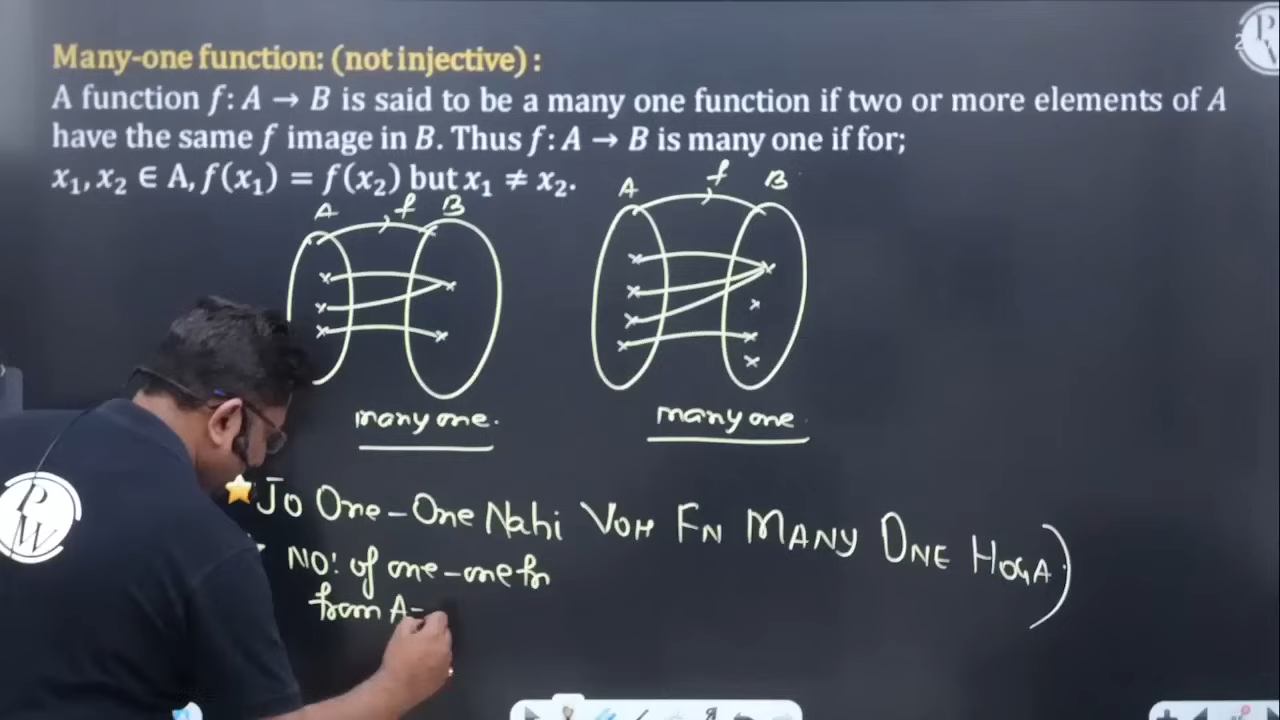 Many-one function: (not injective) :
A function f: A → B is said to be a many one function if two or more elements of A
have the same f image in B. Thus f: A → B is many one if for;
x₁, x₂ ∈ A, f(x₁) = f(x₂) but x₁ ≠ x₂.
A f B
A f B
many one.
many one.
Jo One-One Nahi VOH FN MANY ONE HOGA)
NO: of one-one fn
from A-
P
W
P
W